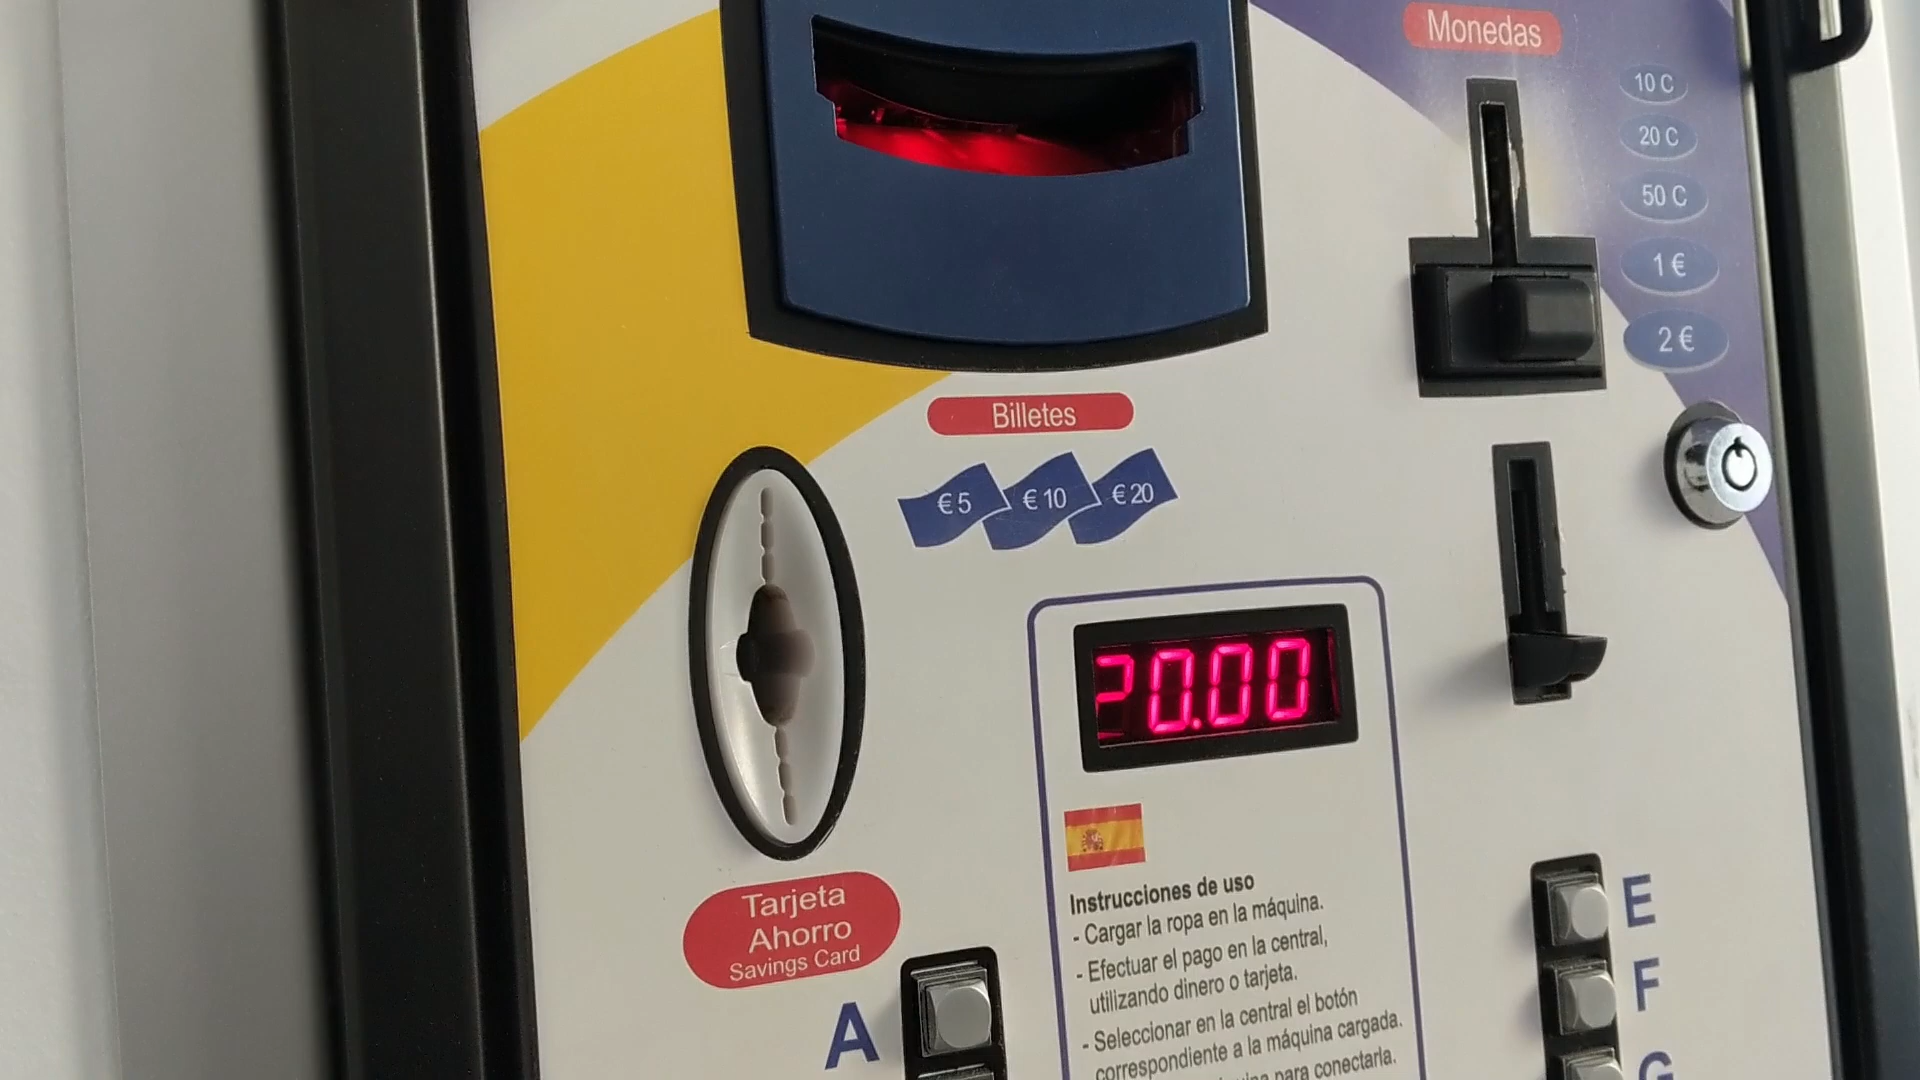 Monedas
10 C
20 C
50 C
1 €
2 €
Billetes
€ 5
€ 10
€ 20
20.00
Tarjeta
Ahorro
Savings Card
Instrucciones de uso
- Cargar la ropa en la máquina.
- Efectuar el pago en la central,
utilizando dinero o tarjeta.
- Seleccionar en la central el botón
correspondiente a la máquina cargada.
para conectarla.
A
E
F
G